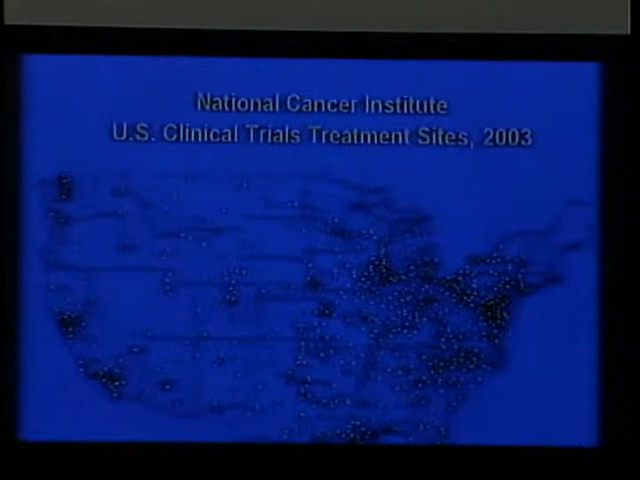 National Cancer Institute
U.S. Clinical Trials Treatment Sites, 2003